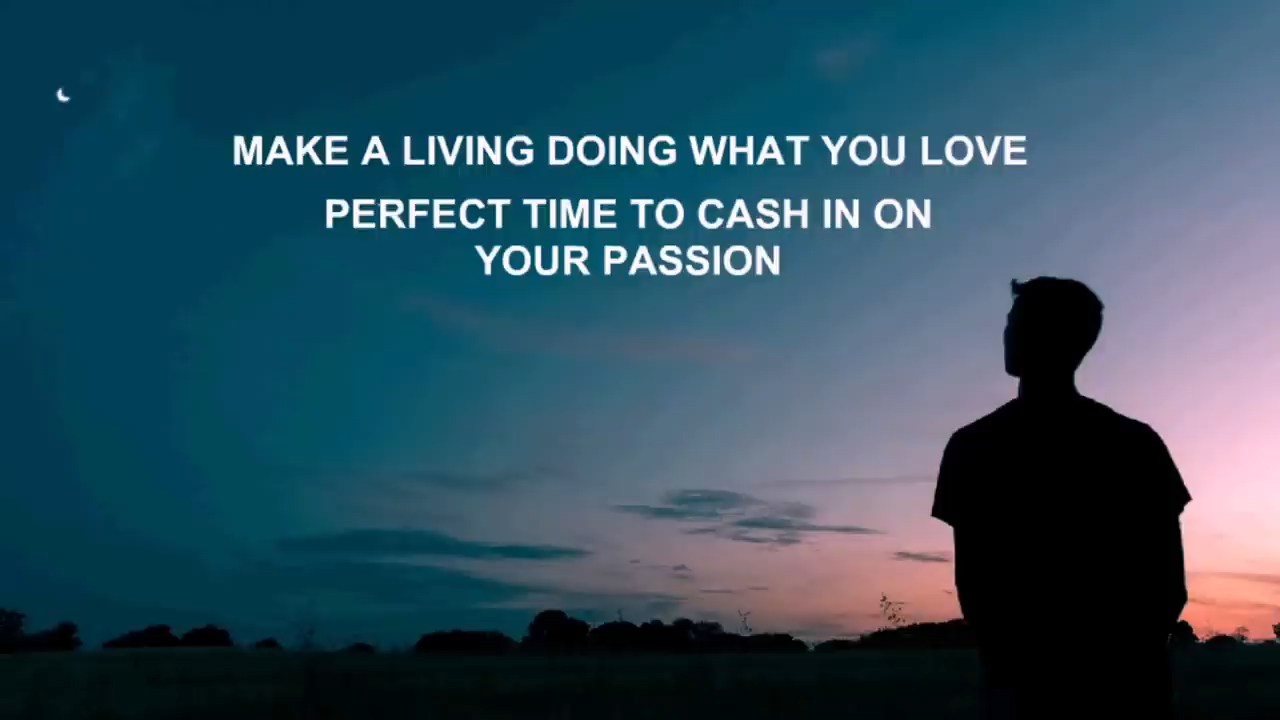 MAKE A LIVING DOING WHAT YOU LOVE
PERFECT TIME TO CASH IN ON
YOUR PASSION